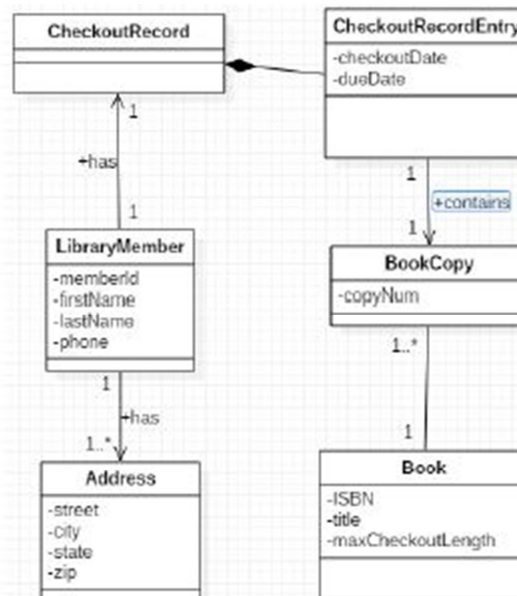 CheckoutRecord
CheckoutRecordEntry
-checkoutDate
-dueDate
1
+has
1
1
+contains
1
LibraryMember
-memberId
-firstName
-lastName
-phone
BookCopy
-copyNum
1
+has
1..*
1..*
1
Address
-street
-city
-state
-zip
Book
-ISBN
-title
-maxCheckoutLength